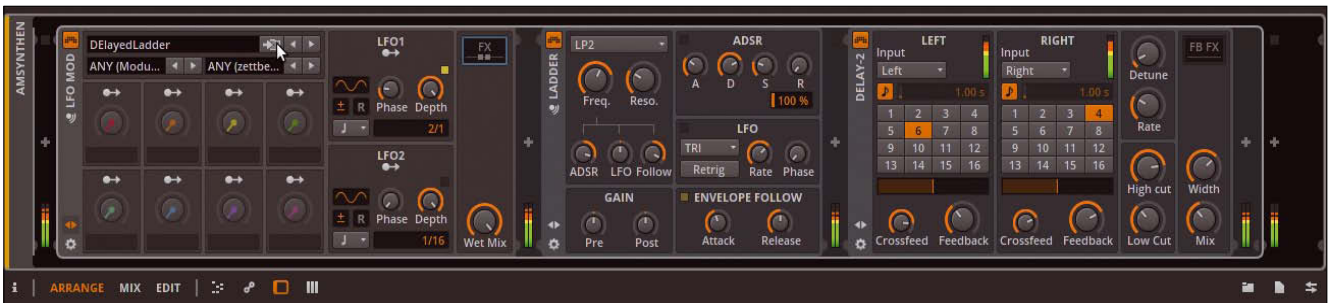 AMSYNTHEN
LFO MOD
DElayedLadder
ANY (Modu...
ANY (zettbe...
LFO1
± R Phase Depth
2/1
LFO2
± R Phase Depth
1/16
FX
Wet Mix
LADDER
LP2
Freq. Reso.
ADSR LFO Follow
GAIN
Pre Post
ADSR
A D S R
100 %
LFO
TRI
Retrig Rate Phase
ENVELOPE FOLLOW
Attack Release
DELAY-2
LEFT
Input
Left
1.00 s
1 2 3 4
5 6 7 8
9 10 11 12
13 14 15 16
Crossfeed Feedback
RIGHT
Input
Right
1.00 s
1 2 3 4
5 6 7 8
9 10 11 12
13 14 15 16
Crossfeed Feedback
Detune
Rate
High cut
Low Cut
FB FX
Width
Mix
i ARRANGE MIX EDIT